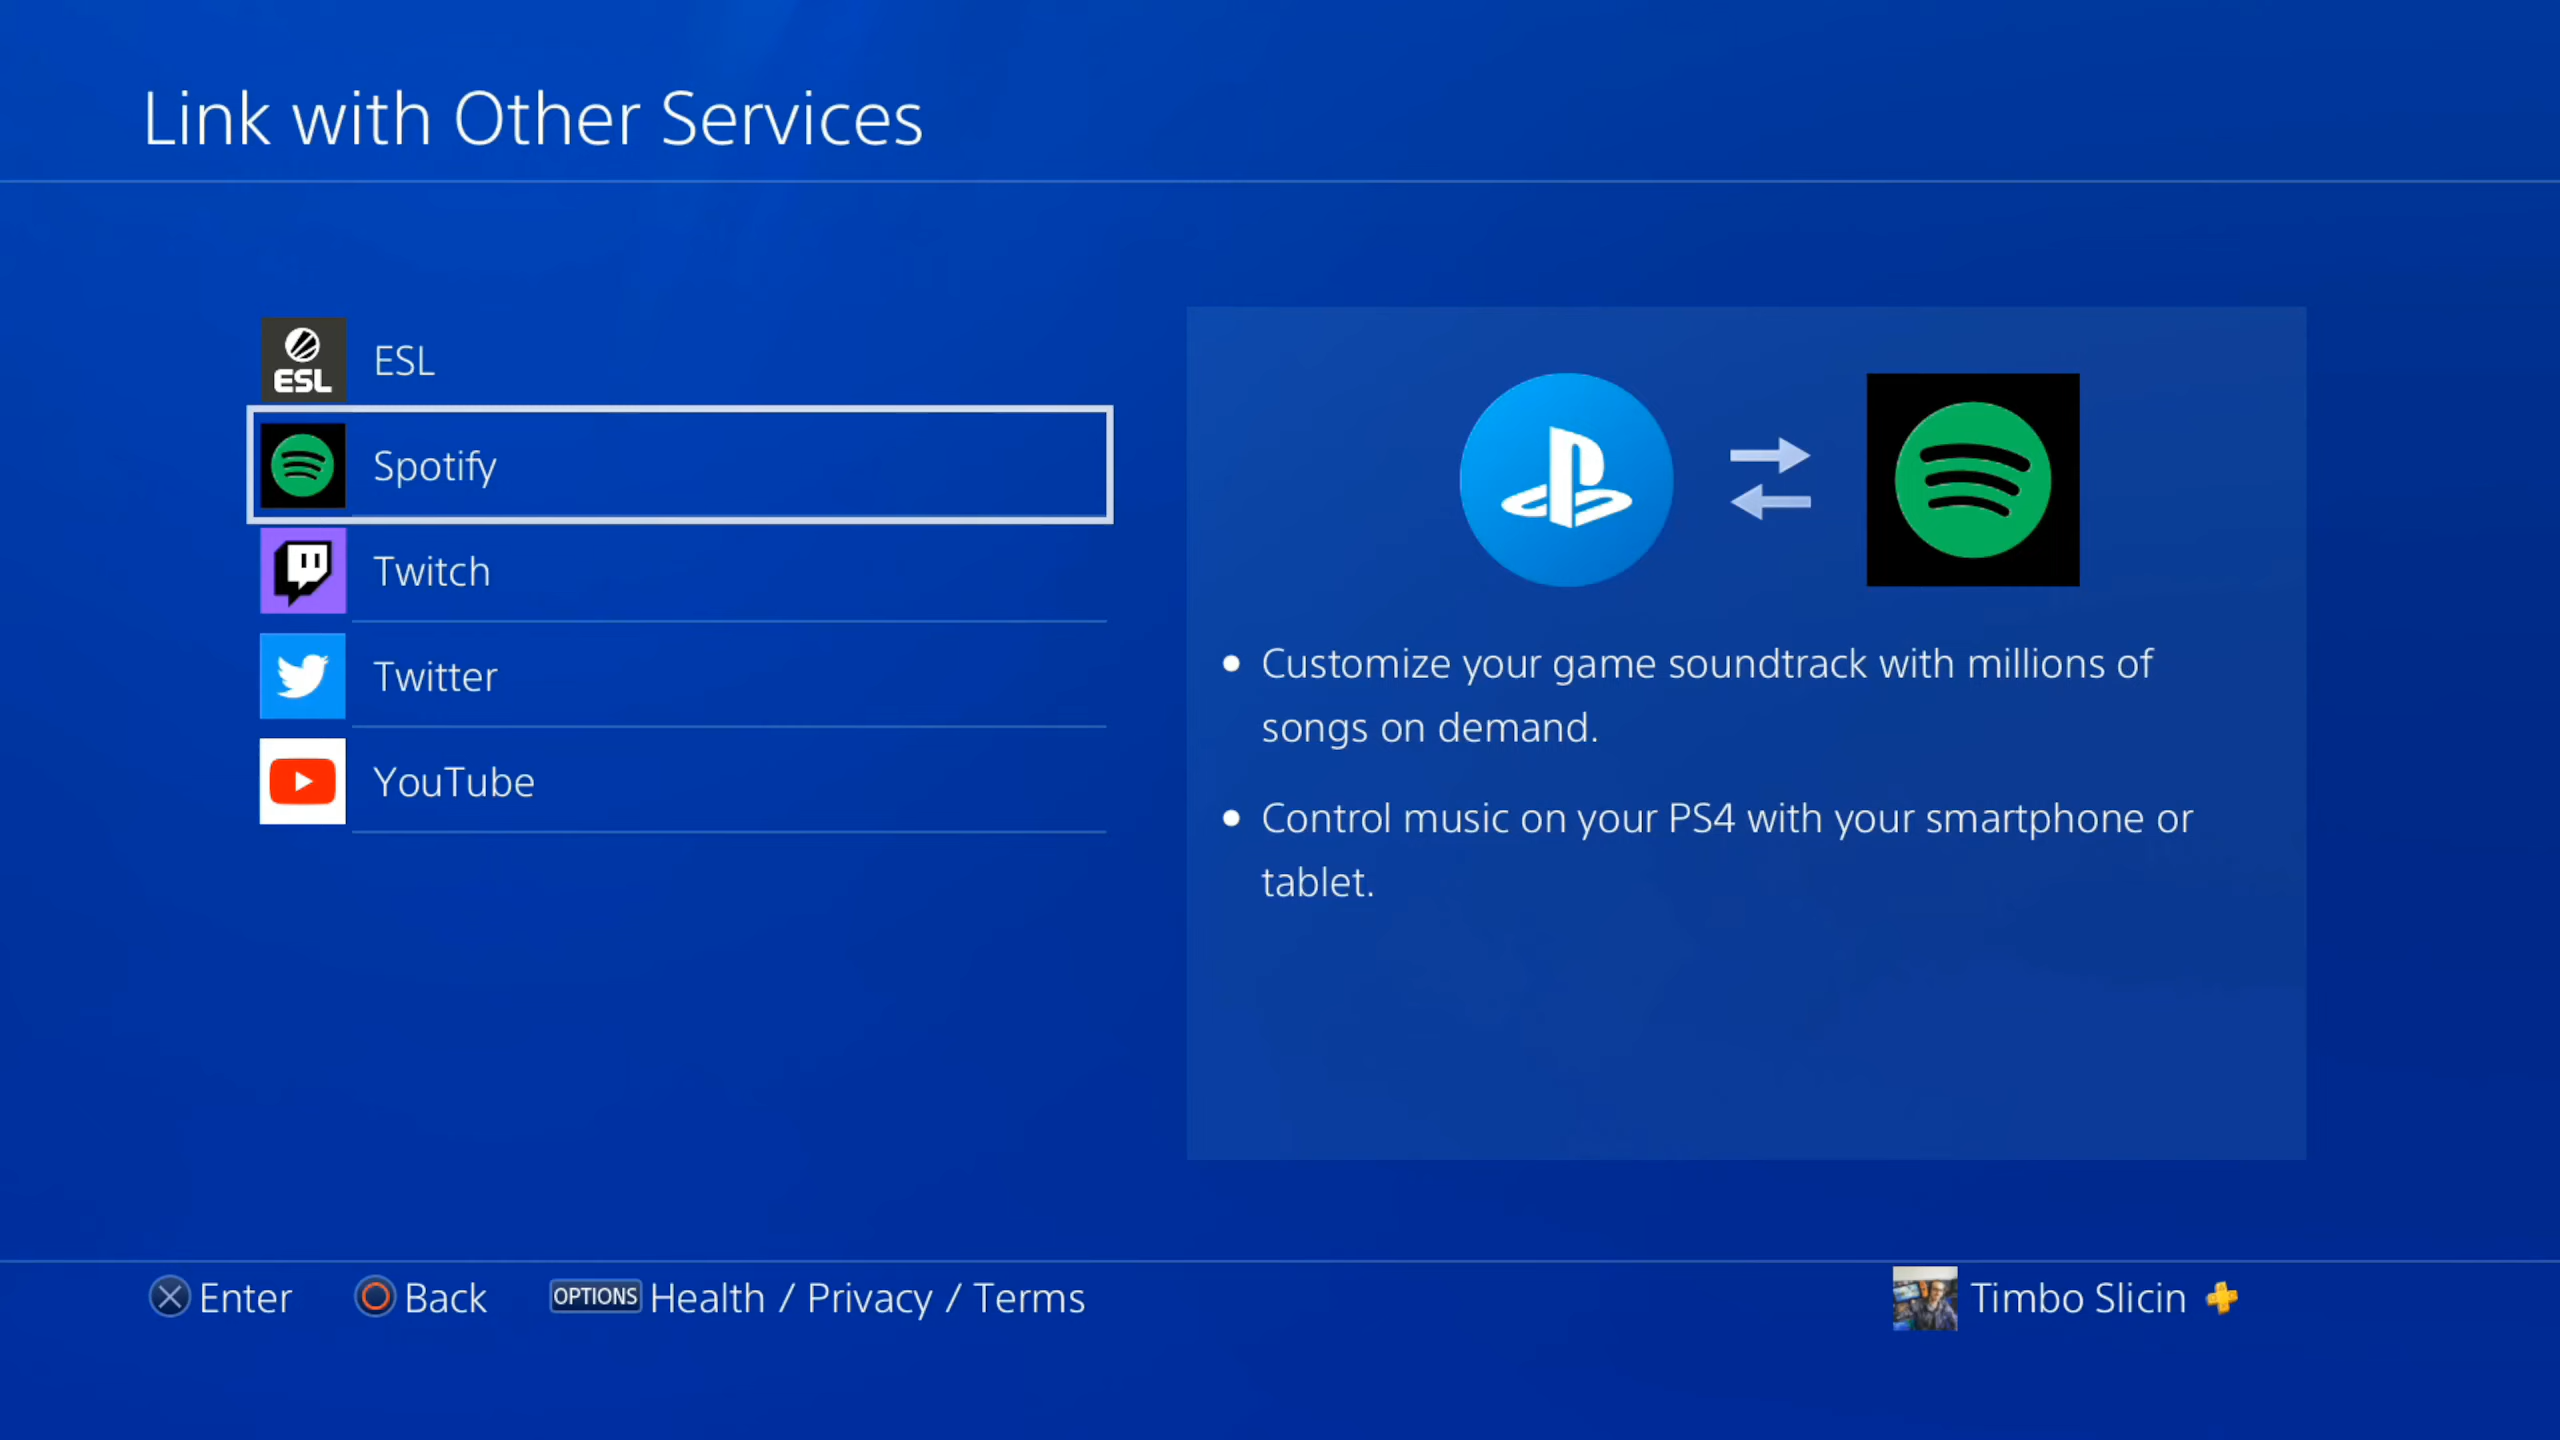 Link with Other Services
ESL
ESL
Spotify
Twitch
Twitter
YouTube
Customize your game soundtrack with millions of
songs on demand.
Control music on your PS4 with your smartphone or
tablet.
Enter
Back
OPTIONS Health / Privacy / Terms
Timbo Slicin